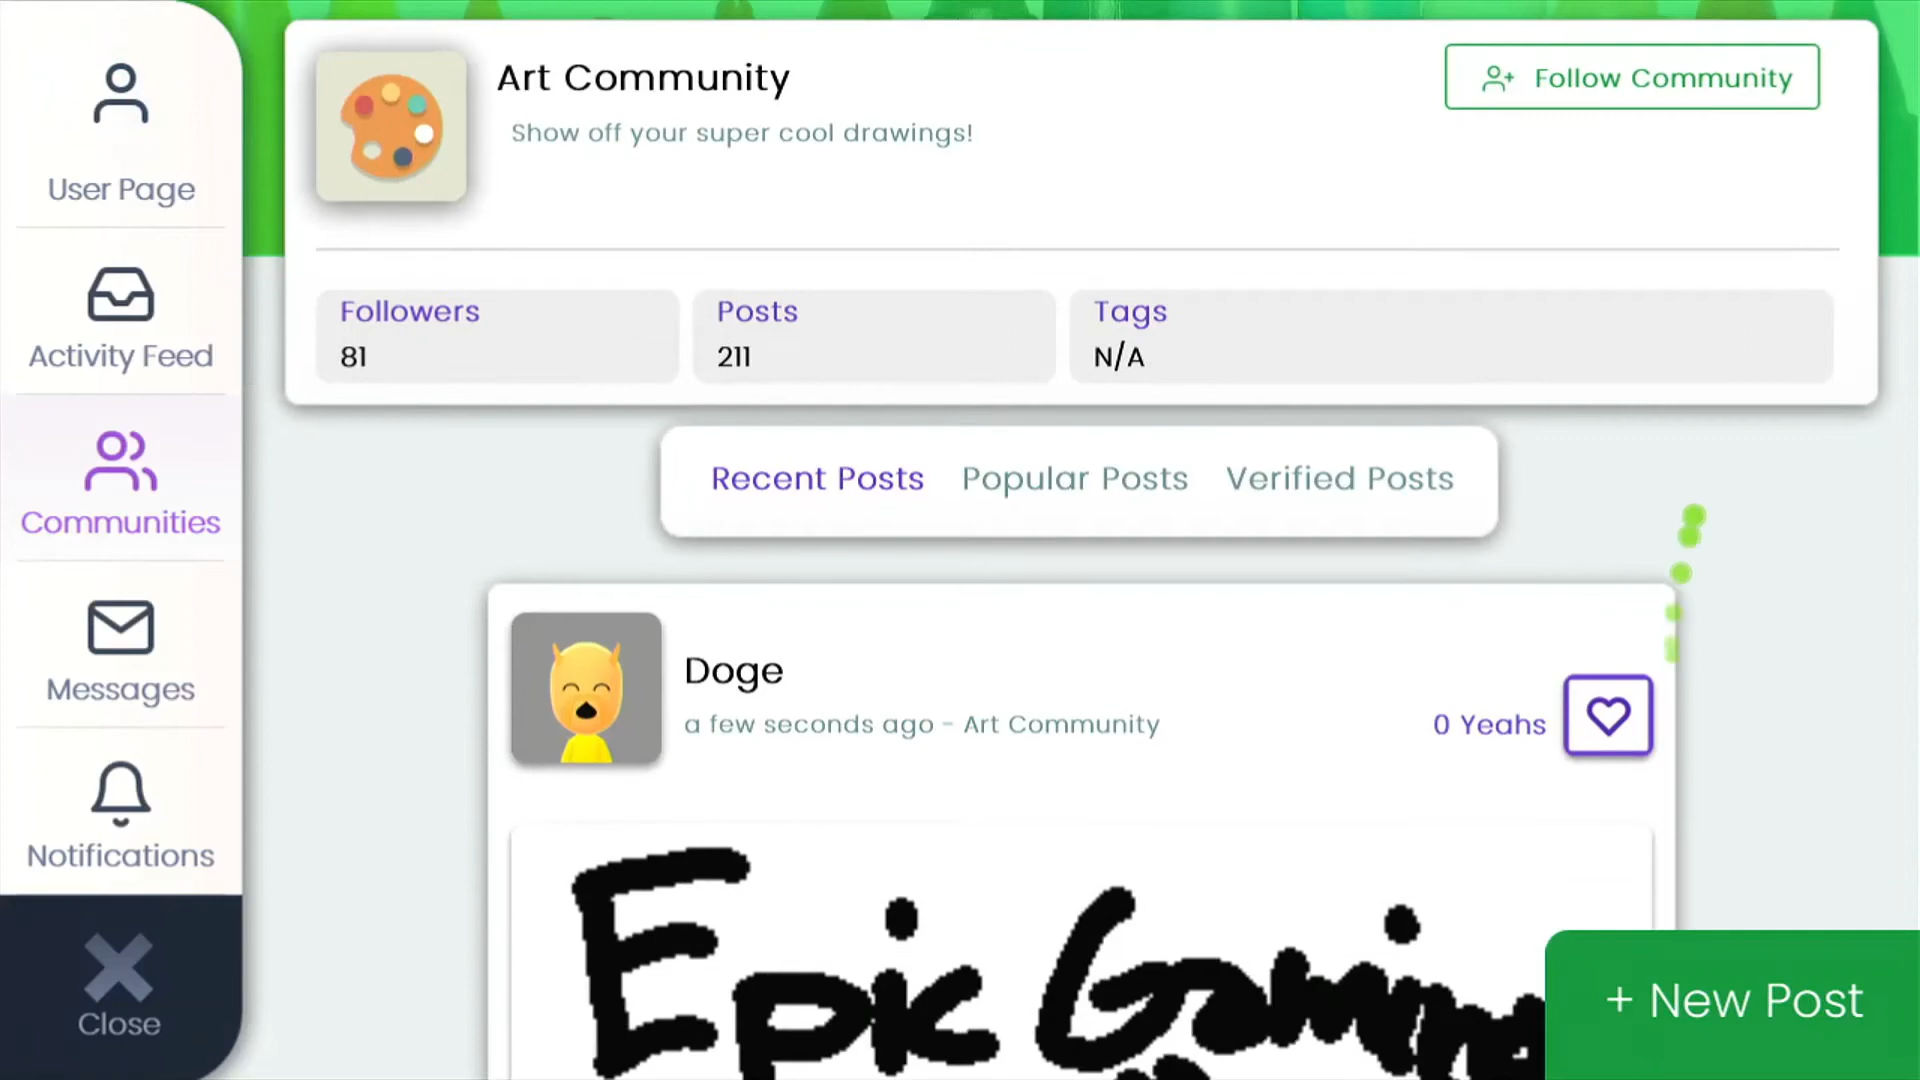 User Page
Activity Feed
Communities
Messages
Notifications
Close
Art Community
Show off your super cool drawings!
Follow Community
Followers
81
Posts
211
Tags
N/A
Recent Posts
Popular Posts
Verified Posts
Doge
a few seconds ago - Art Community
0 Yeahs
Epic Gaming
+ New Post